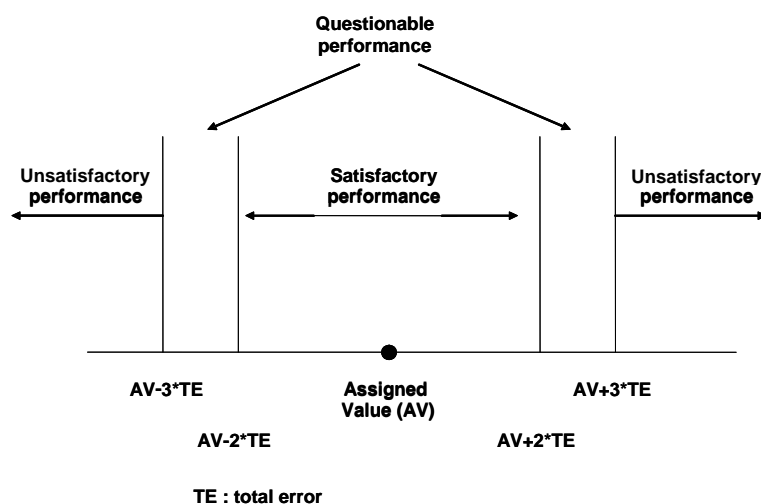 Questionable
performance
Unsatisfactory
performance
Satisfactory
performance
Unsatisfactory
performance
AV-3*TE
Assigned
Value (AV)
AV+3*TE
AV-2*TE
AV+2*TE
TE : total error